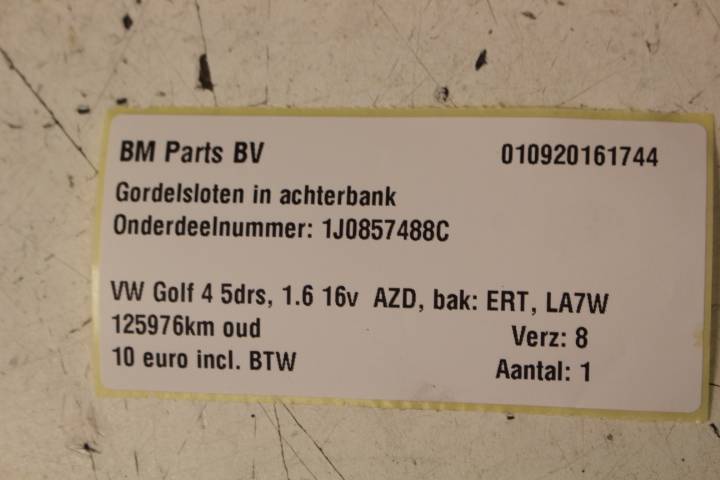 BM Parts BV 010920161744
Gordelsloten in achterbank
Onderdeelnummer: 1J0857488C
VW Golf 4 5drs, 1.6 16v AZD, bak: ERT, LA7W
125976km oud Verz: 8
10 euro incl. BTW Aantal: 1